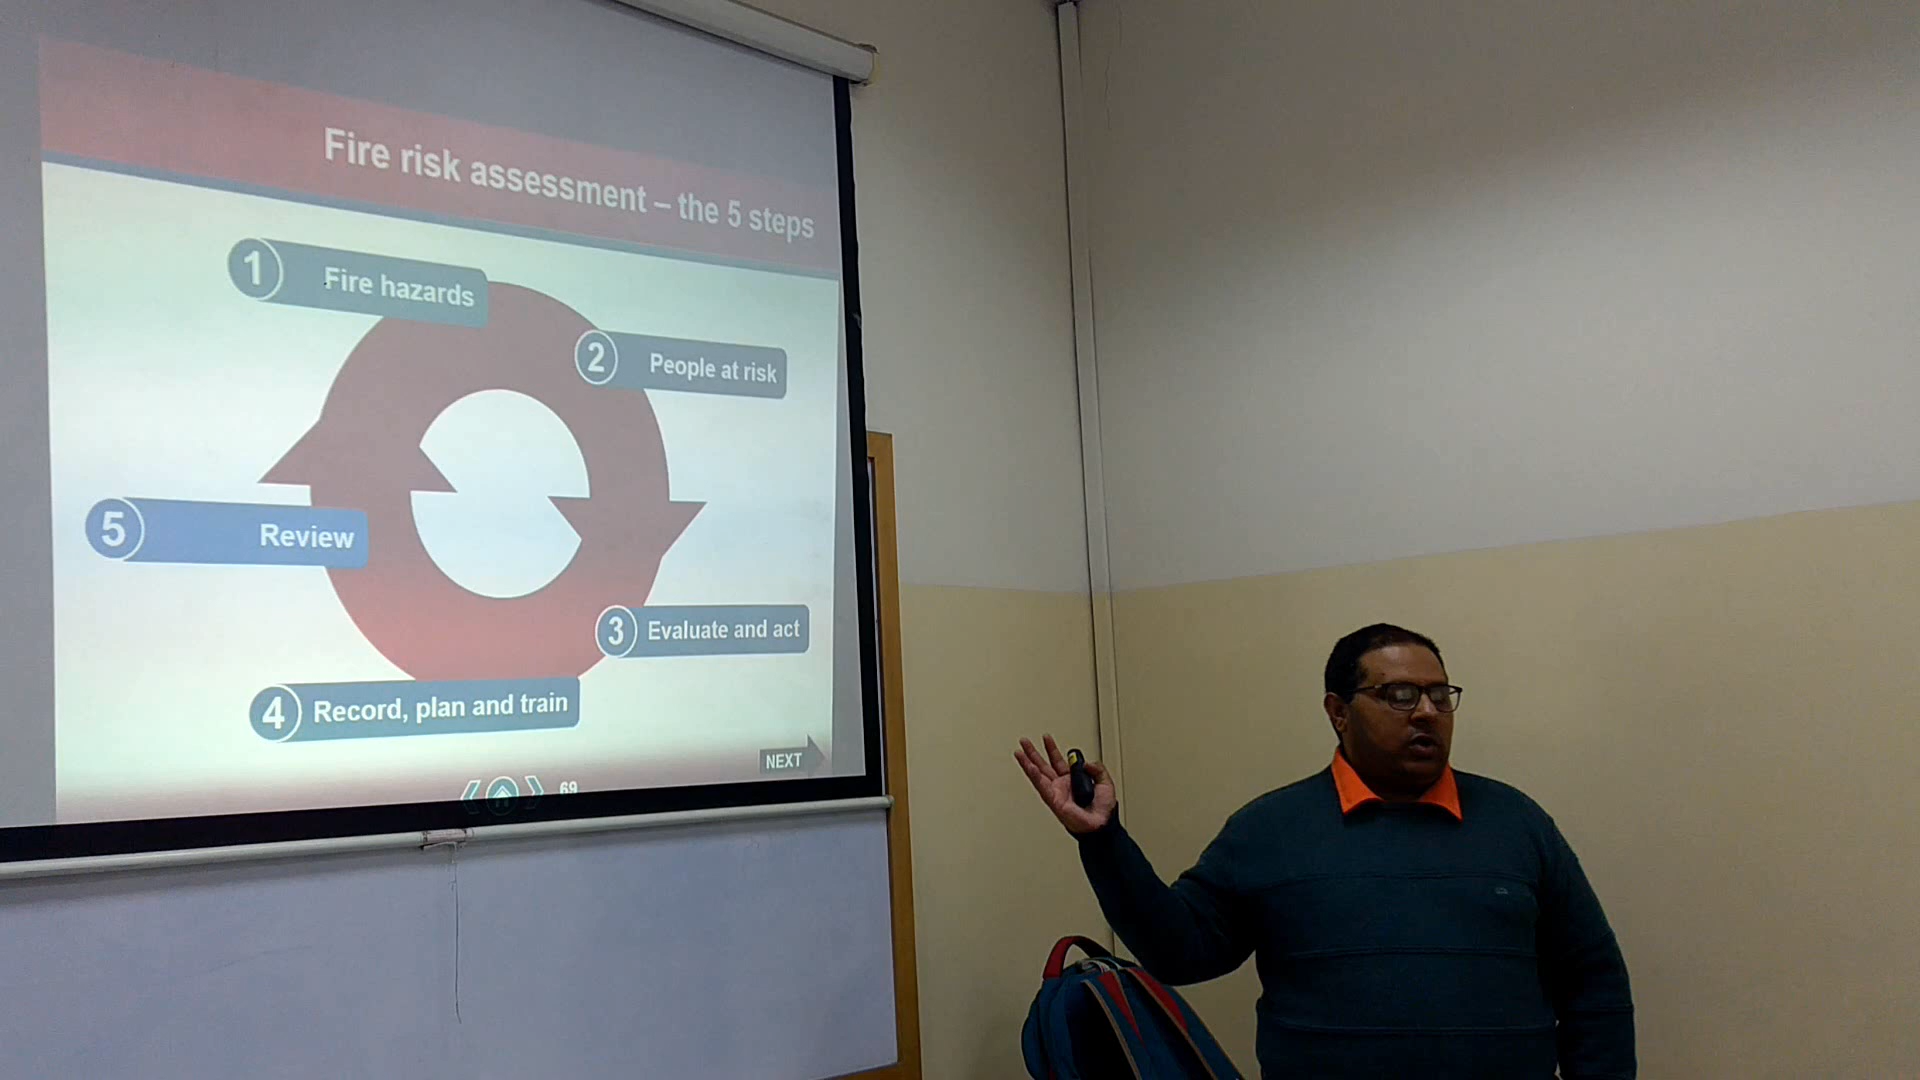 Fire risk assessment – the 5 steps
1 Fire hazards
2 People at risk
3 Evaluate and act
4 Record, plan and train
5 Review
NEXT
69